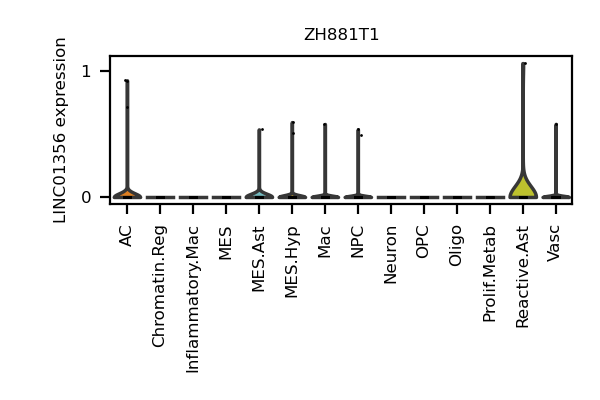 ZH881T1
LINC01356 expression
1
0
AC
Chromatin.Reg
Inflammatory.Mac
MES
MES.Ast
MES.Hyp
Mac
NPC
Neuron
OPC
Oligo
Prolif.Metab
Reactive.Ast
Vasc